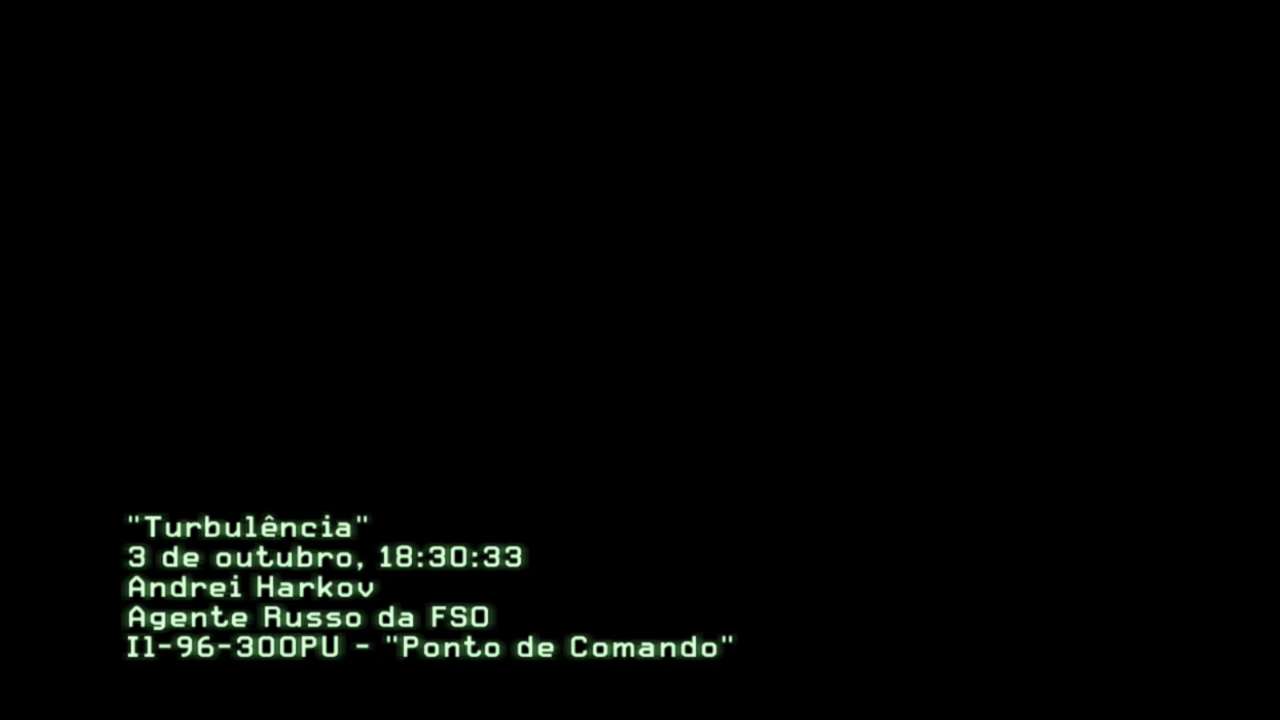 "Turbulência"
3 de outubro, 18:30:33
Andrei Harkov
Agente Russo da FSO
Il-96-300PU - "Ponto de Comando"